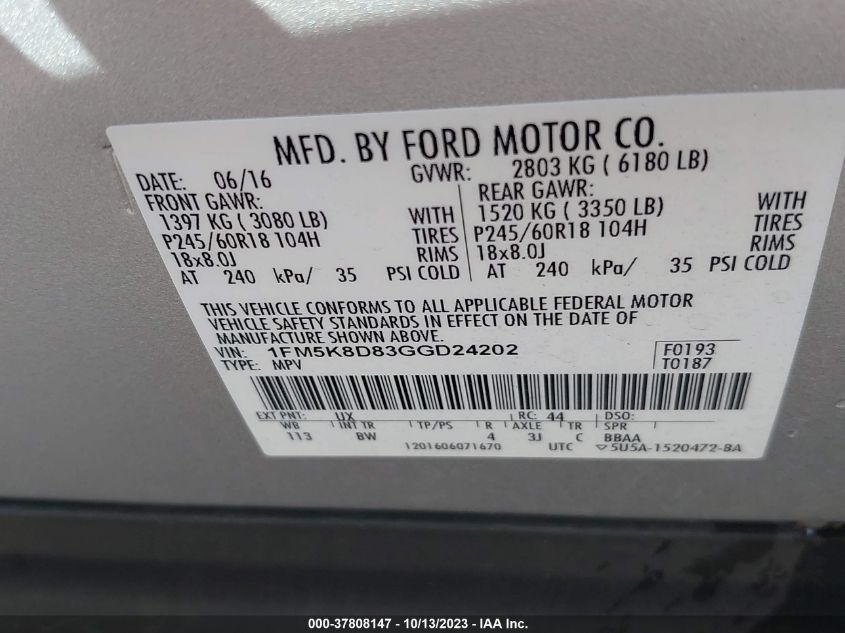 MFD. BY FORD MOTOR CO.
DATE: 06/16 GVWR: 2803 KG ( 6180 LB)
FRONT GAWR: REAR GAWR:
1397 KG ( 3080 LB) WITH 1520 KG ( 3350 LB) WITH
P245/60R18 104H TIRES P245/60R18 104H TIRES
18x8.0J RIMS 18x8.0J RIMS
AT 240 kPa/ 35 PSI COLD AT 240 kPa/ 35 PSI COLD
THIS VEHICLE CONFORMS TO ALL APPLICABLE FEDERAL MOTOR
VEHICLE SAFETY STANDARDS IN EFFECT ON THE DATE OF
MANUFACTURE SHOWN ABOVE.
VIN: 1FM5K8D83GGD24202 F0193
TYPE: MPV T0187
EXT PNT: UX RC: 44 DSO:
WB INT TR TP/PS R AXLE TR SPR
113 BW 4 3J C BBAA
1201606071670 UTC ▽5U5A-1520472-BA
000-37808147 - 10/13/2023 - IAA Inc.